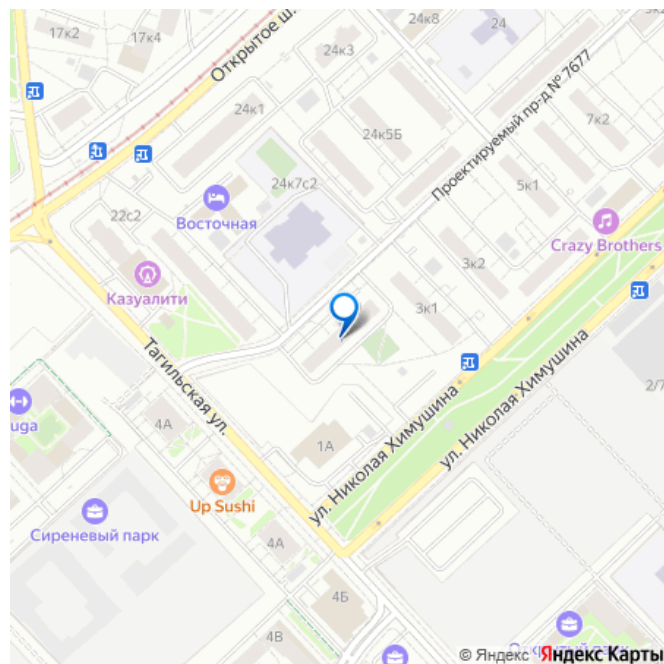 17к2
17к4
Открытое ш.
24к3
24к8
24
24к1
24к5Б
Проектируемый пр-д № 7677
7к2
5к1
24к7с2
Восточная
22с2
Казуалити
Crazy Brothers
3к2
3к1
Тагильская ул.
ул. Николая Химушина
ул. Николая Химушина
2/7
uga
4А
1А
Up Sushi
Сиреневый парк
4А
4Б
4В
© Яндекс Яндекс Карты